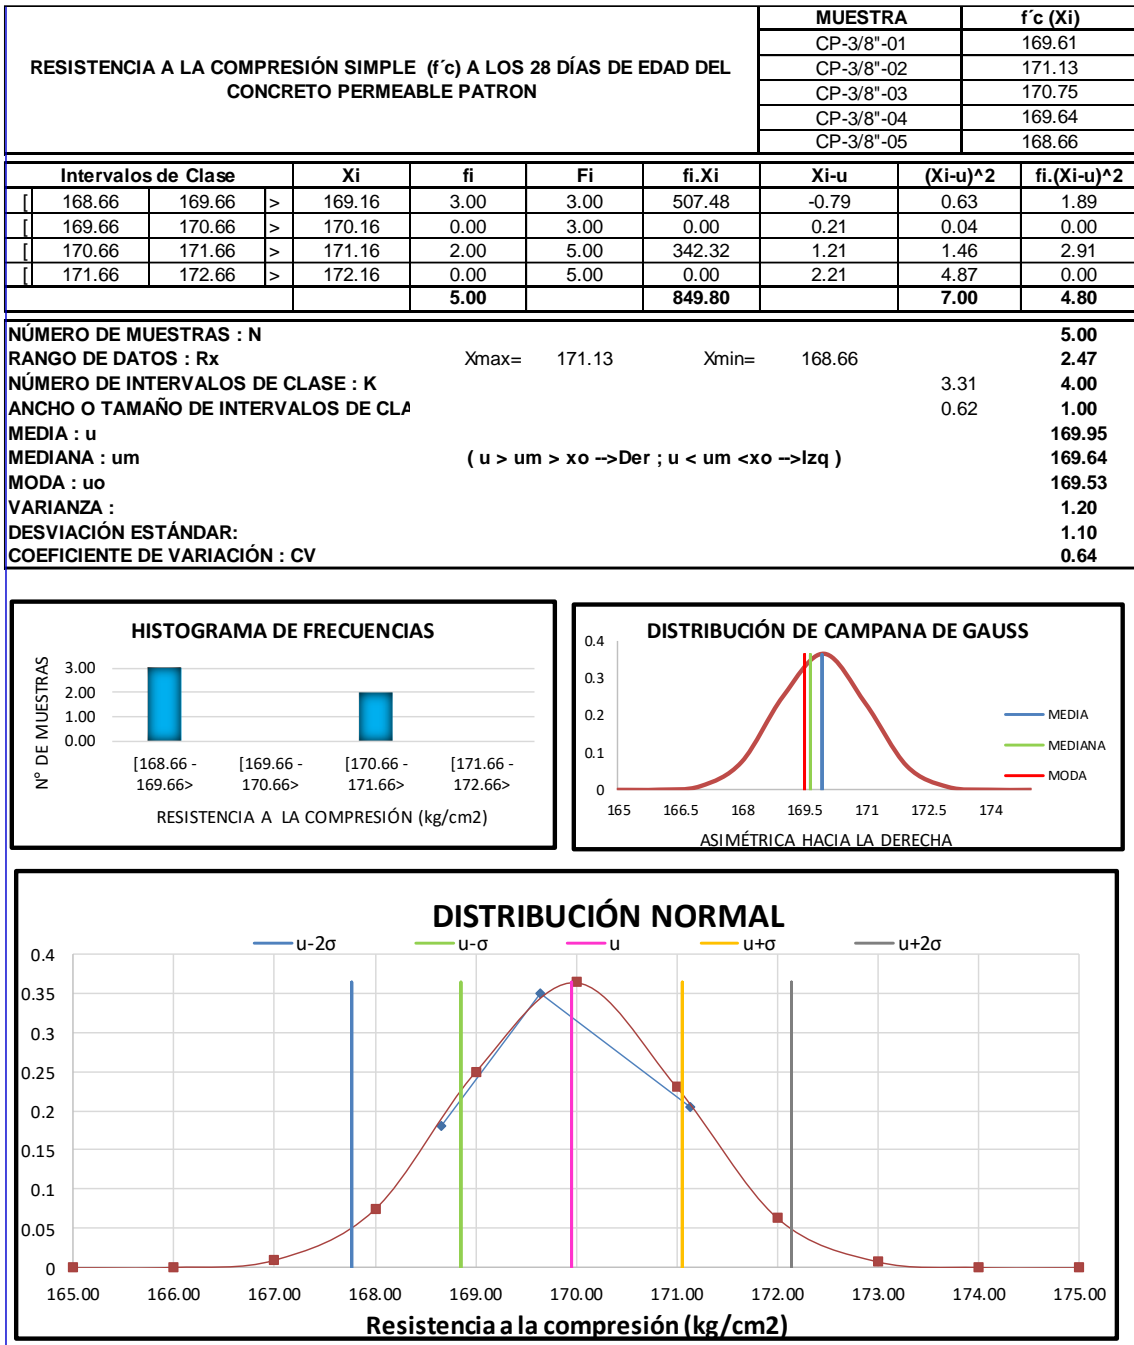 MUESTRA f´c (Xi)
CP-3/8"-01 169.61
RESISTENCIA A LA COMPRESIÓN SIMPLE (f´c) A LOS 28 DÍAS DE EDAD DEL CONCRETO PERMEABLE PATRON
CP-3/8"-02 171.13
CP-3/8"-03 170.75
CP-3/8"-04 169.64
CP-3/8"-05 168.66
Intervalos de Clase Xi fi Fi fi.Xi Xi-u (Xi-u)^2 fi.(Xi-u)^2
[ 168.66 169.66 > 169.16 3.00 3.00 507.48 -0.79 0.63 1.89
[ 169.66 170.66 > 170.16 0.00 3.00 0.00 0.21 0.04 0.00
[ 170.66 171.66 > 171.16 2.00 5.00 342.32 1.21 1.46 2.91
[ 171.66 172.66 > 172.16 0.00 5.00 0.00 2.21 4.87 0.00
5.00 849.80 7.00 4.80
NÚMERO DE MUESTRAS : N 5.00
RANGO DE DATOS : Rx Xmax= 171.13 Xmin= 168.66 2.47
NÚMERO DE INTERVALOS DE CLASE : K 3.31 4.00
ANCHO O TAMAÑO DE INTERVALOS DE CLA 0.62 1.00
MEDIA : u 169.95
MEDIANA : um ( u > um > xo -->Der ; u < um <xo -->Izq ) 169.64
MODA : uo 169.53
VARIANZA : 1.20
DESVIACIÓN ESTÁNDAR: 1.10
COEFICIENTE DE VARIACIÓN : CV 0.64
HISTOGRAMA DE FRECUENCIAS
N° DE MUESTRAS
3.00
2.00
1.00
0.00
[168.66 - 169.66> [169.66 - 170.66> [170.66 - 171.66> [171.66 - 172.66>
RESISTENCIA A LA COMPRESIÓN (kg/cm2)
DISTRIBUCIÓN DE CAMPANA DE GAUSS
0.4
0.3
0.2
0.1
0
MEDIA
MEDIANA
MODA
165 166.5 168 169.5 171 172.5 174
ASIMÉTRICA HACIA LA DERECHA
DISTRIBUCIÓN NORMAL
u-2σ u-σ u u+σ u+2σ
0.4
0.35
0.3
0.25
0.2
0.15
0.1
0.05
0
165.00 166.00 167.00 168.00 169.00 170.00 171.00 172.00 173.00 174.00 175.00
Resistencia a la compresión (kg/cm2)